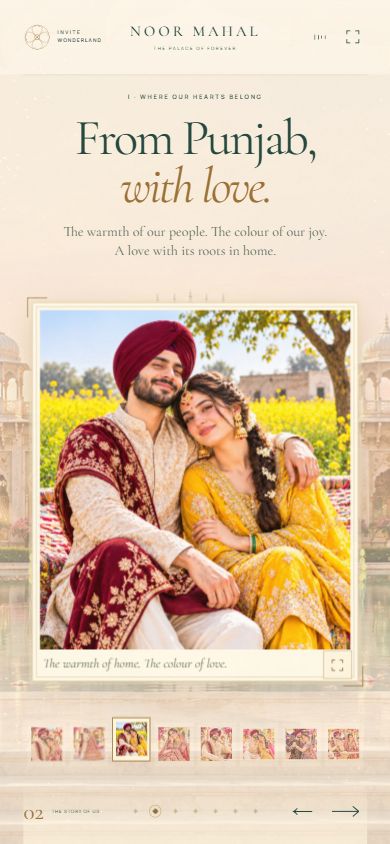 INVITE
WONDERLAND
NOOR MAHAL
THE PALACE OF FOREVER
I · WHERE OUR HEARTS BELONG
From Punjab,
with love.
The warmth of our people. The colour of our joy.
A love with its roots in home.
The warmth of home. The colour of love.
02
THE STORY OF US